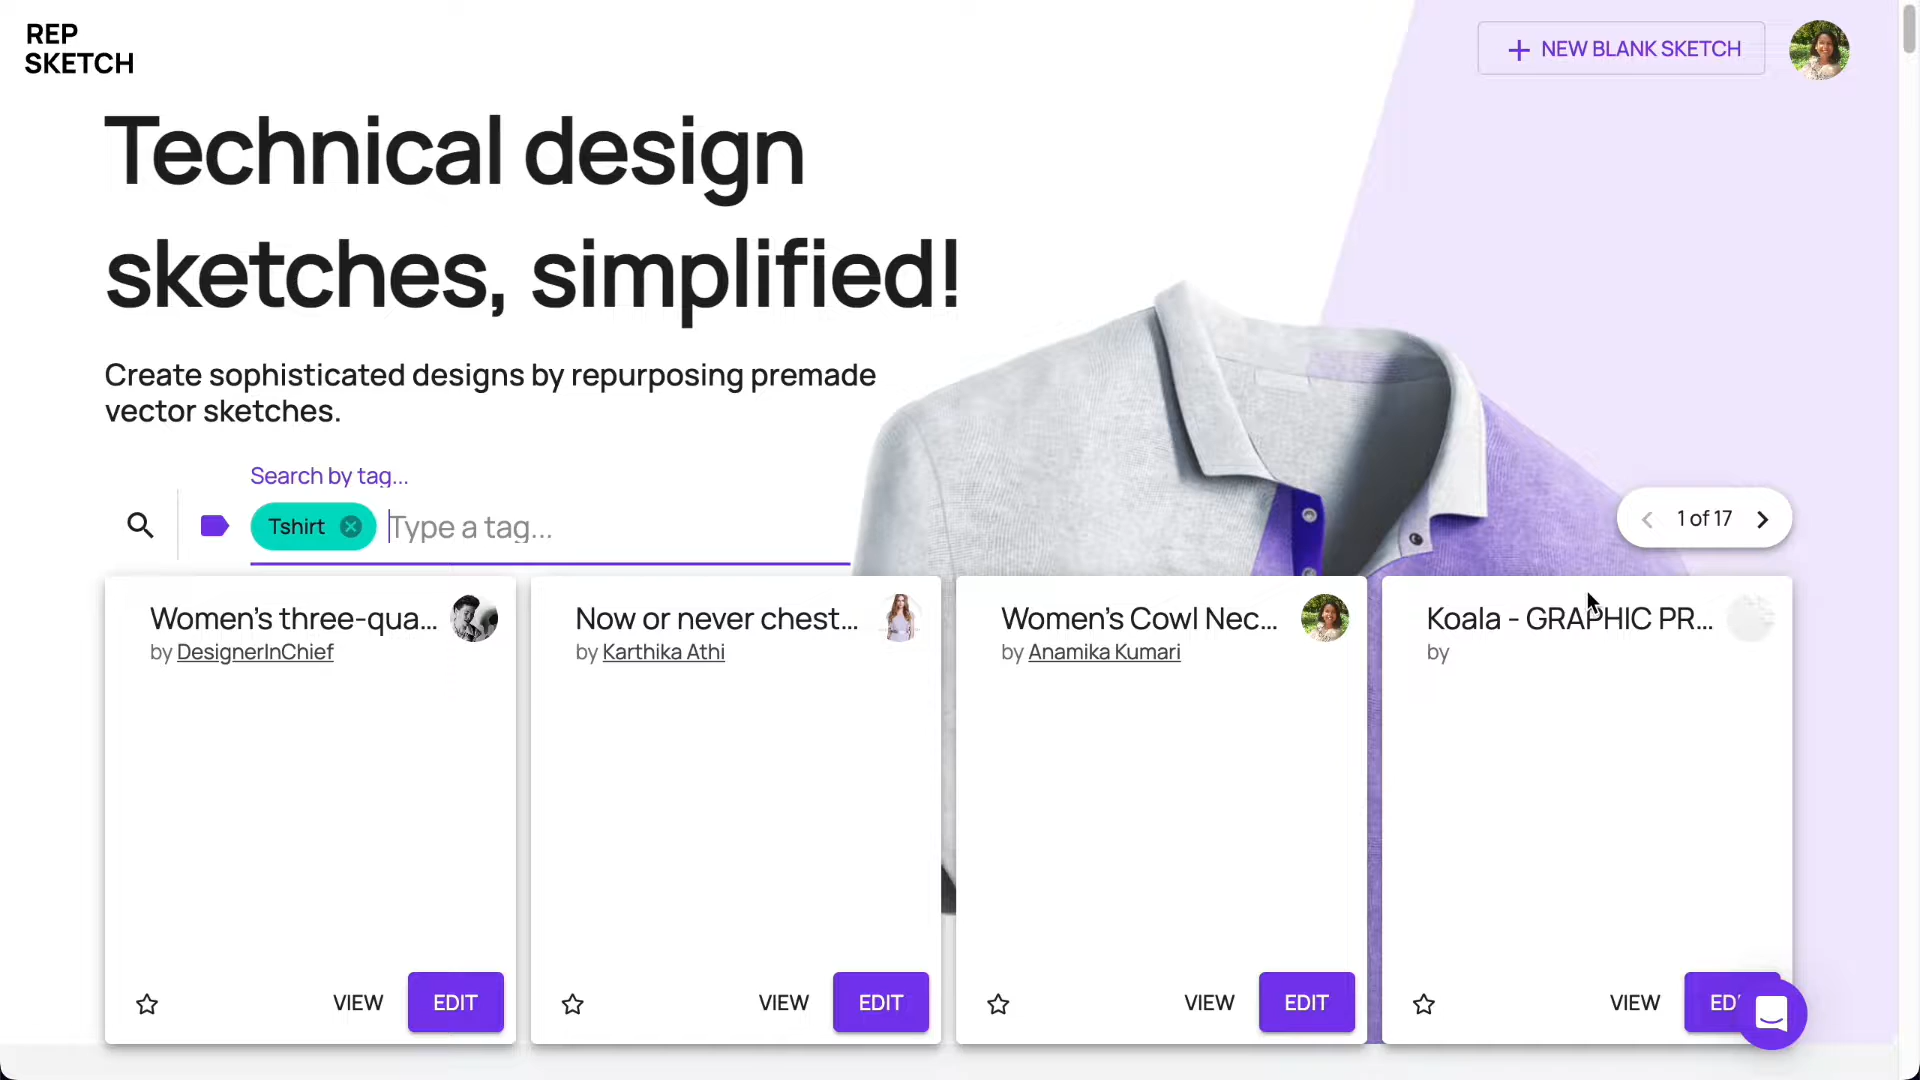 REP
SKETCH
NEW BLANK SKETCH
Technical design
sketches, simplified!
Create sophisticated designs by repurposing premade
vector sketches.
Search by tag...
Tshirt
Type a tag...
1 of 17
Women's three-qua...
by DesignerInChief
Now or never chest...
by Karthika Athi
Women's Cowl Nec...
by Anamika Kumari
Koala - GRAPHIC PR...
by
VIEW
EDIT
VIEW
EDIT
VIEW
EDIT
VIEW